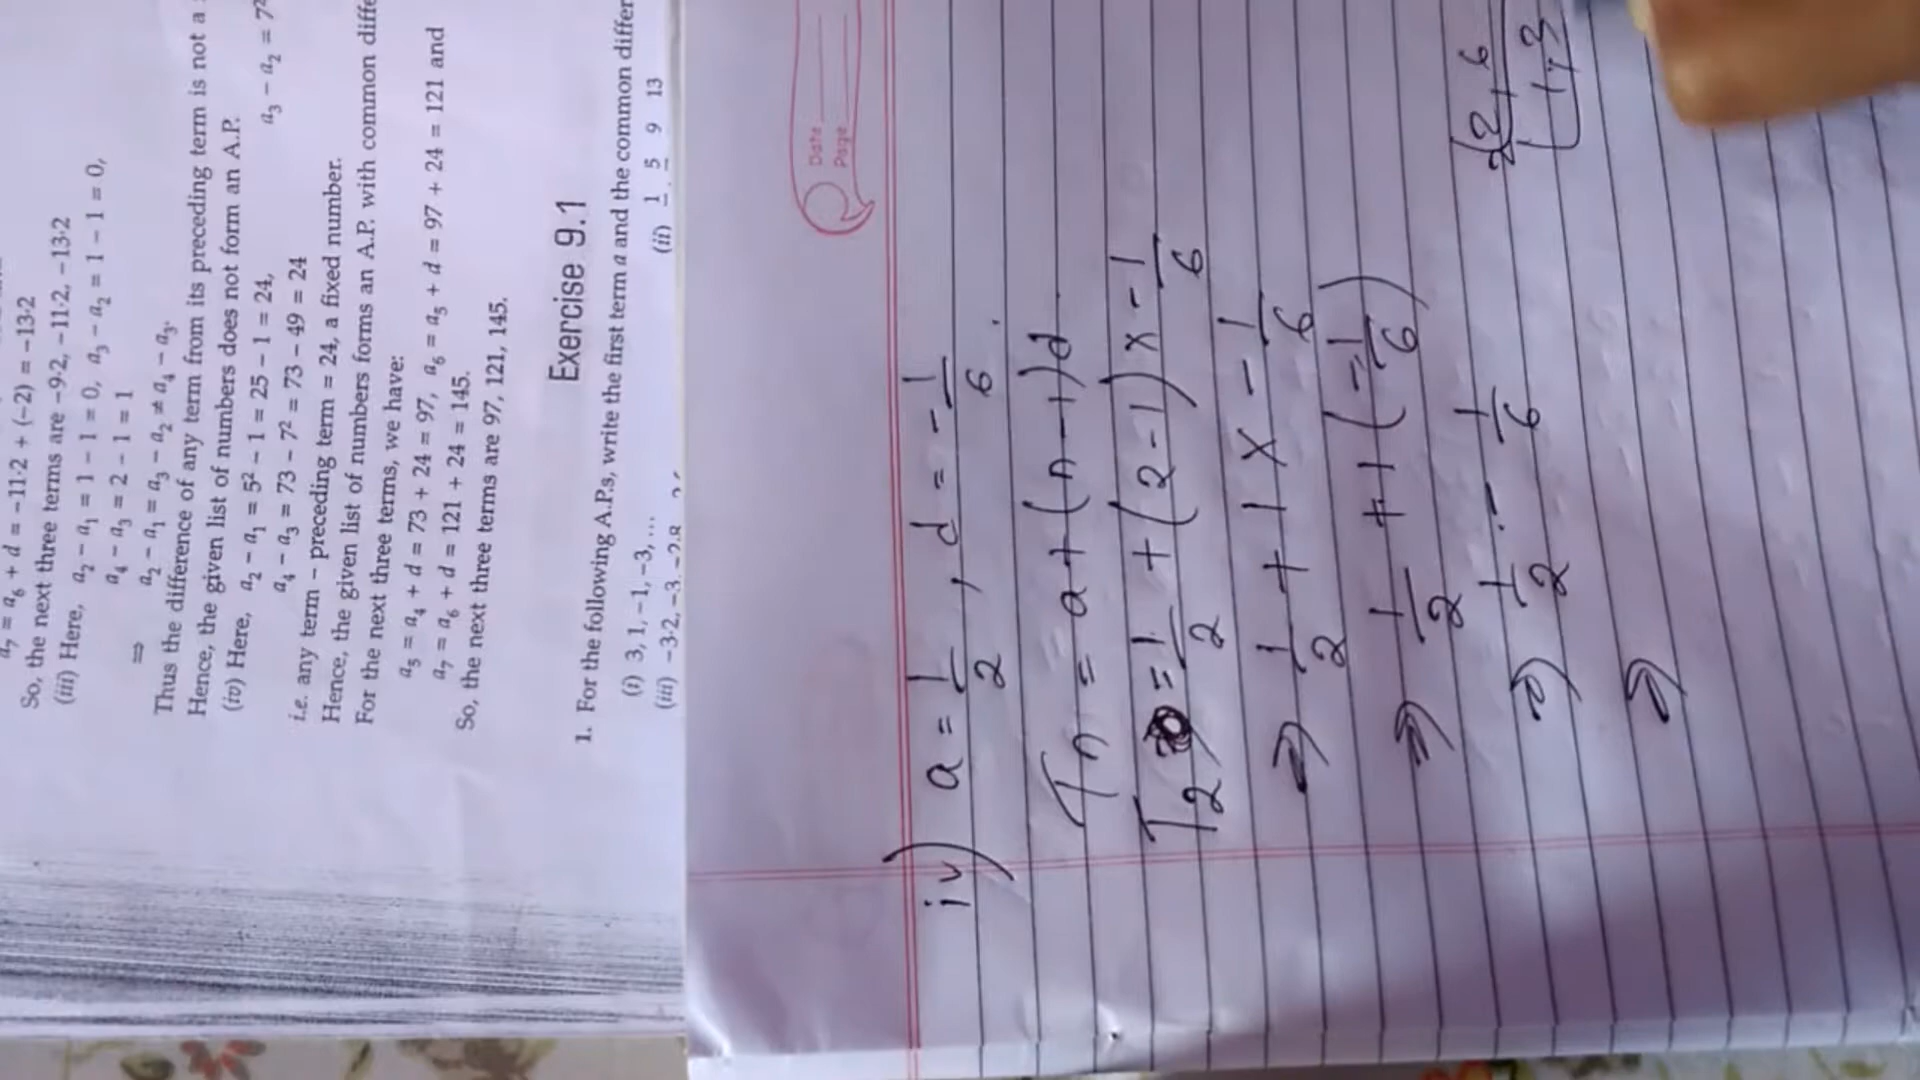 a₇ = a₆ + d = −11·2 + (−2) = −13·2
So, the next three terms are −9·2, −11·2, −13·2
(iii) Here, a₂ − a₁ = 1 − 1 = 0, a₃ − a₂ = 1 − 1 = 0,
a₄ − a₃ = 2 − 1 = 1
⇒ a₂ − a₁ = a₃ − a₂ ≠ a₄ − a₃.
Thus the difference of any term from its preceding term is not a
Hence, the given list of numbers does not form an A.P.
(iv) Here, a₂ − a₁ = 5² − 1 = 25 − 1 = 24, a₃ − a₂ = 7²
a₄ − a₃ = 73 − 7² = 73 − 49 = 24
i.e. any term − preceding term = 24, a fixed number.
Hence, the given list of numbers forms an A.P. with common diffe
For the next three terms, we have:
a₅ = a₄ + d = 73 + 24 = 97, a₆ = a₅ + d = 97 + 24 = 121 and
a₇ = a₆ + d = 121 + 24 = 145.
So, the next three terms are 97, 121, 145.
Exercise 9.1
1. For the following A.P.s, write the first term a and the common differ
(i) 3, 1, −1, −3, ...
(ii) 1 5 9 13
(iii) −3·2, −3, −2·8
Date
Page
iv) a = 1/2, d = −1/6.
Tn = a + (n−1)d
T2 = 1/2 + (2−1) × −1/6
⇒ 1/2 + 1 × −1/6
⇒ 1/2 + 1(−1/6)
⇒ 1/2 − 1/6
2 | 2, 6
1, 3
⇒